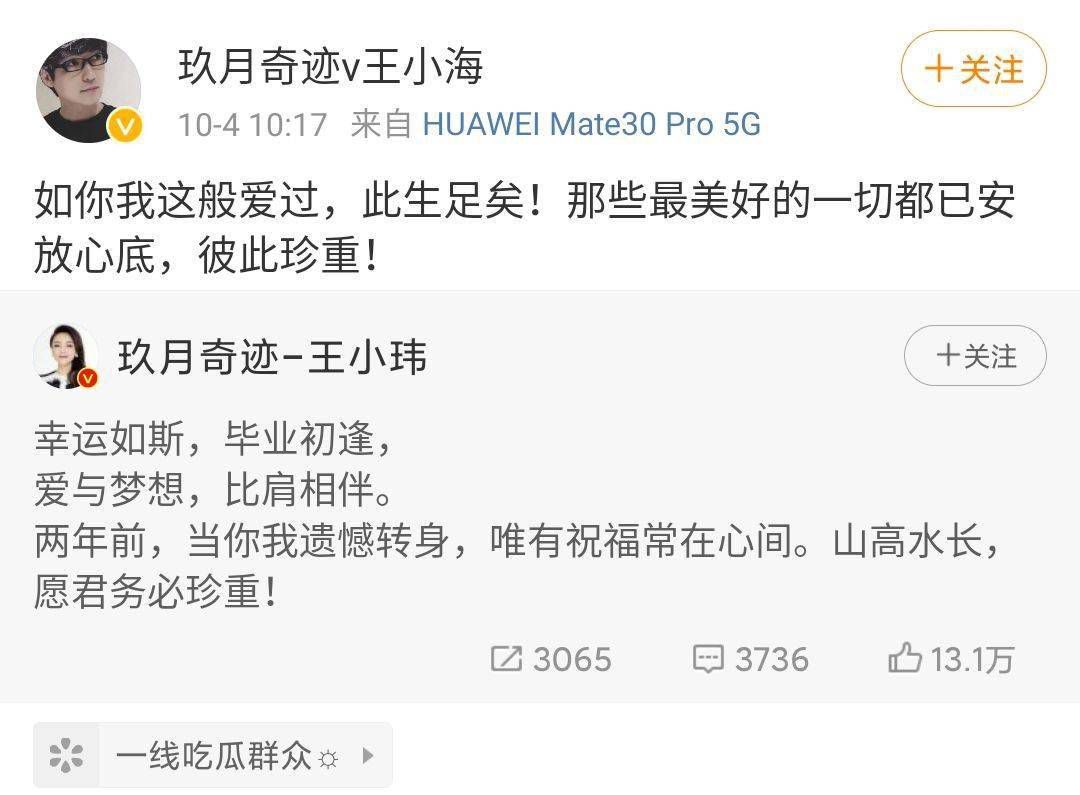 玖月奇迹v王小海
+关注
10-4 10:17 来自 HUAWEI Mate30 Pro 5G
如你我这般爱过，此生足矣！那些最美好的一切都已安
放心底，彼此珍重！
玖月奇迹-王小玮
+关注
幸运如斯，毕业初逢，
爱与梦想，比肩相伴。
两年前，当你我遗憾转身，唯有祝福常在心间。山高水长，
愿君务必珍重！
3065 3736 13.1万
一线吃瓜群众